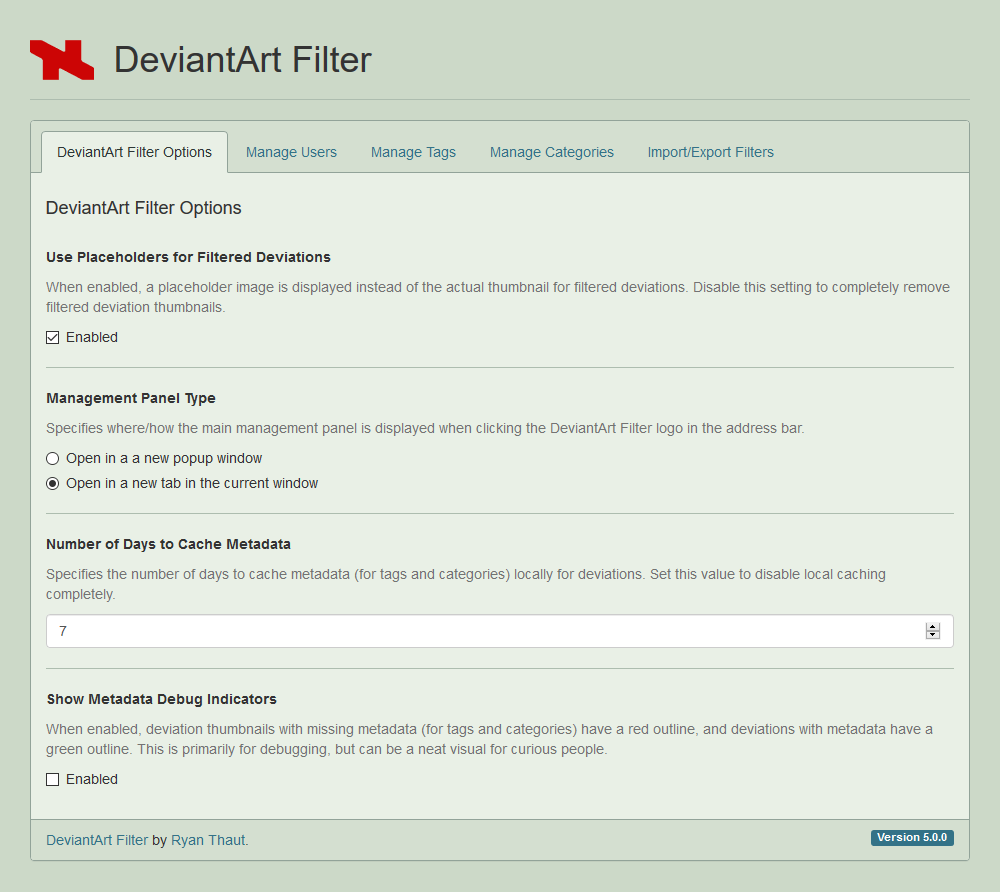 DeviantArt Filter
DeviantArt Filter Options
Manage Users
Manage Tags
Manage Categories
Import/Export Filters
DeviantArt Filter Options
Use Placeholders for Filtered Deviations
When enabled, a placeholder image is displayed instead of the actual thumbnail for filtered deviations. Disable this setting to completely remove
filtered deviation thumbnails.
Enabled
Management Panel Type
Specifies where/how the main management panel is displayed when clicking the DeviantArt Filter logo in the address bar.
Open in a a new popup window
Open in a new tab in the current window
Number of Days to Cache Metadata
Specifies the number of days to cache metadata (for tags and categories) locally for deviations. Set this value to disable local caching
completely.
7
Show Metadata Debug Indicators
When enabled, deviation thumbnails with missing metadata (for tags and categories) have a red outline, and deviations with metadata have a
green outline. This is primarily for debugging, but can be a neat visual for curious people.
Enabled
DeviantArt Filter by Ryan Thaut.
Version 5.0.0